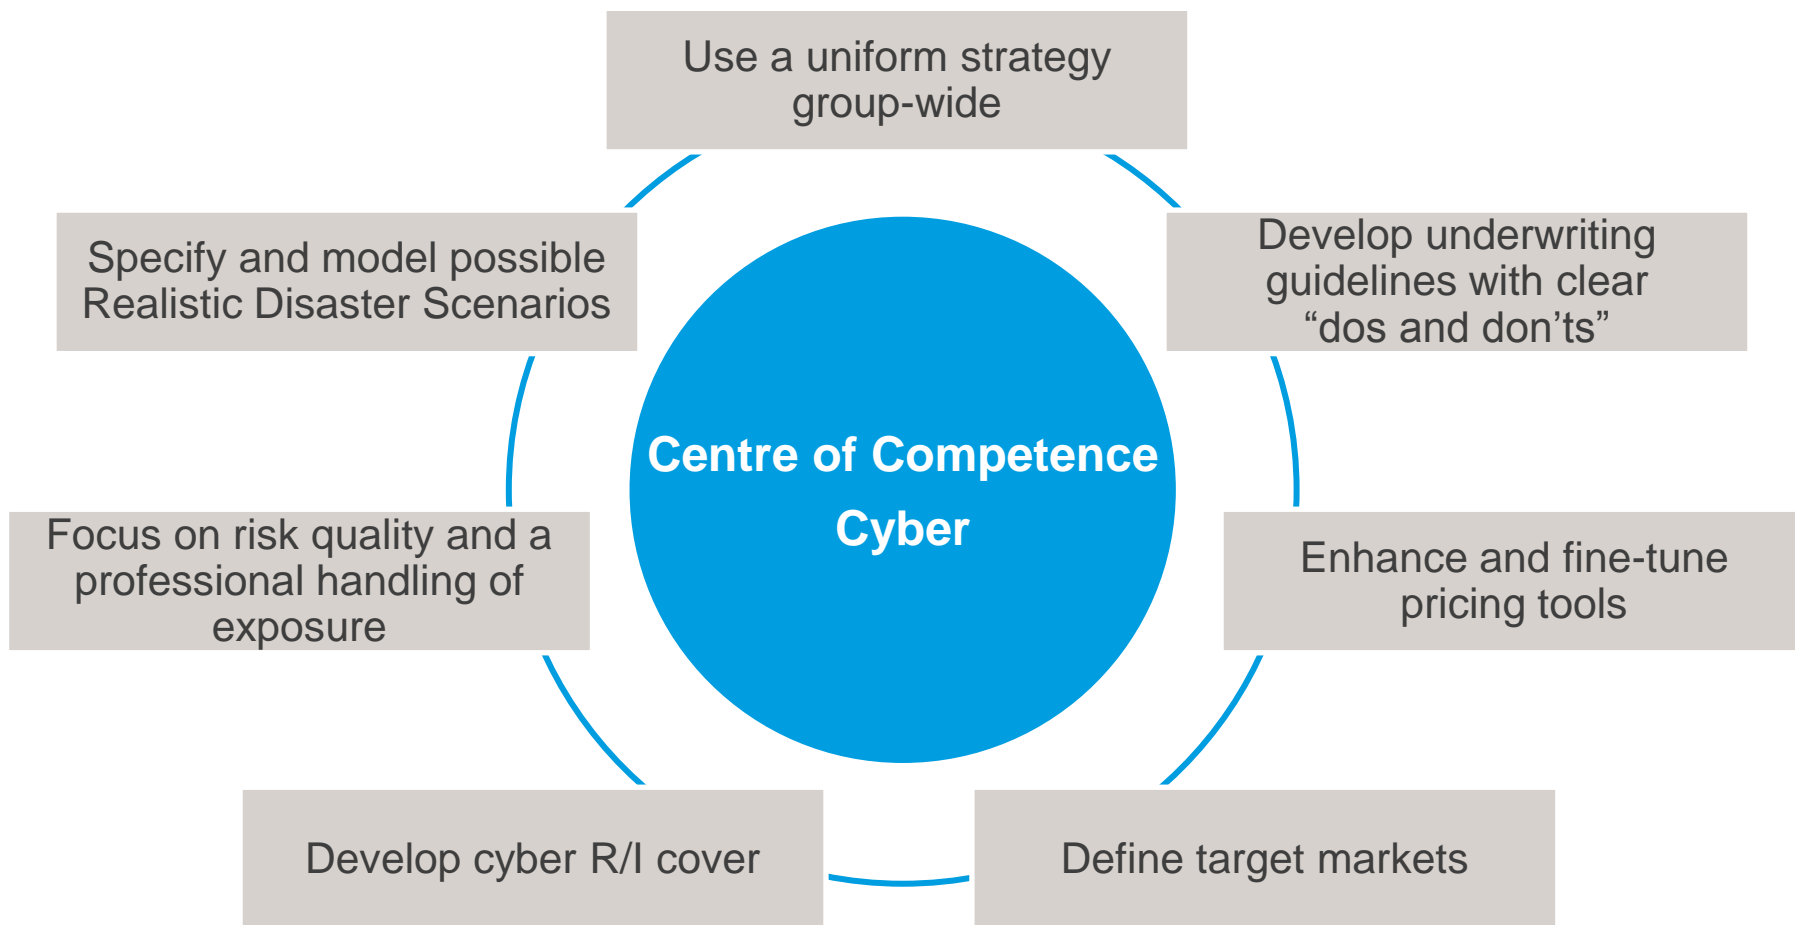 Use a uniform strategy
group-wide
Specify and model possible
Realistic Disaster Scenarios
Develop underwriting
guidelines with clear
“dos and don’ts”
Centre of Competence
Cyber
Focus on risk quality and a
professional handling of
exposure
Enhance and fine-tune
pricing tools
Develop cyber R/I cover
Define target markets